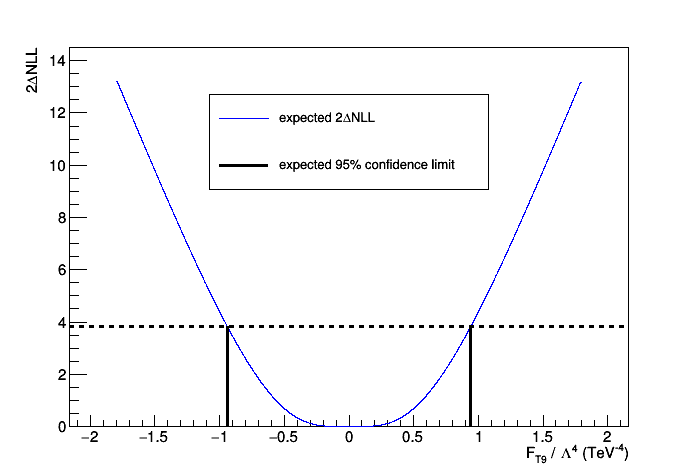 2ΔNLL
14
12
10
8
6
4
2
0
expected 2ΔNLL
expected 95% confidence limit
−2 −1.5 −1 −0.5 0 0.5 1 1.5 2
F_T9 / Λ^4 (TeV^-4)